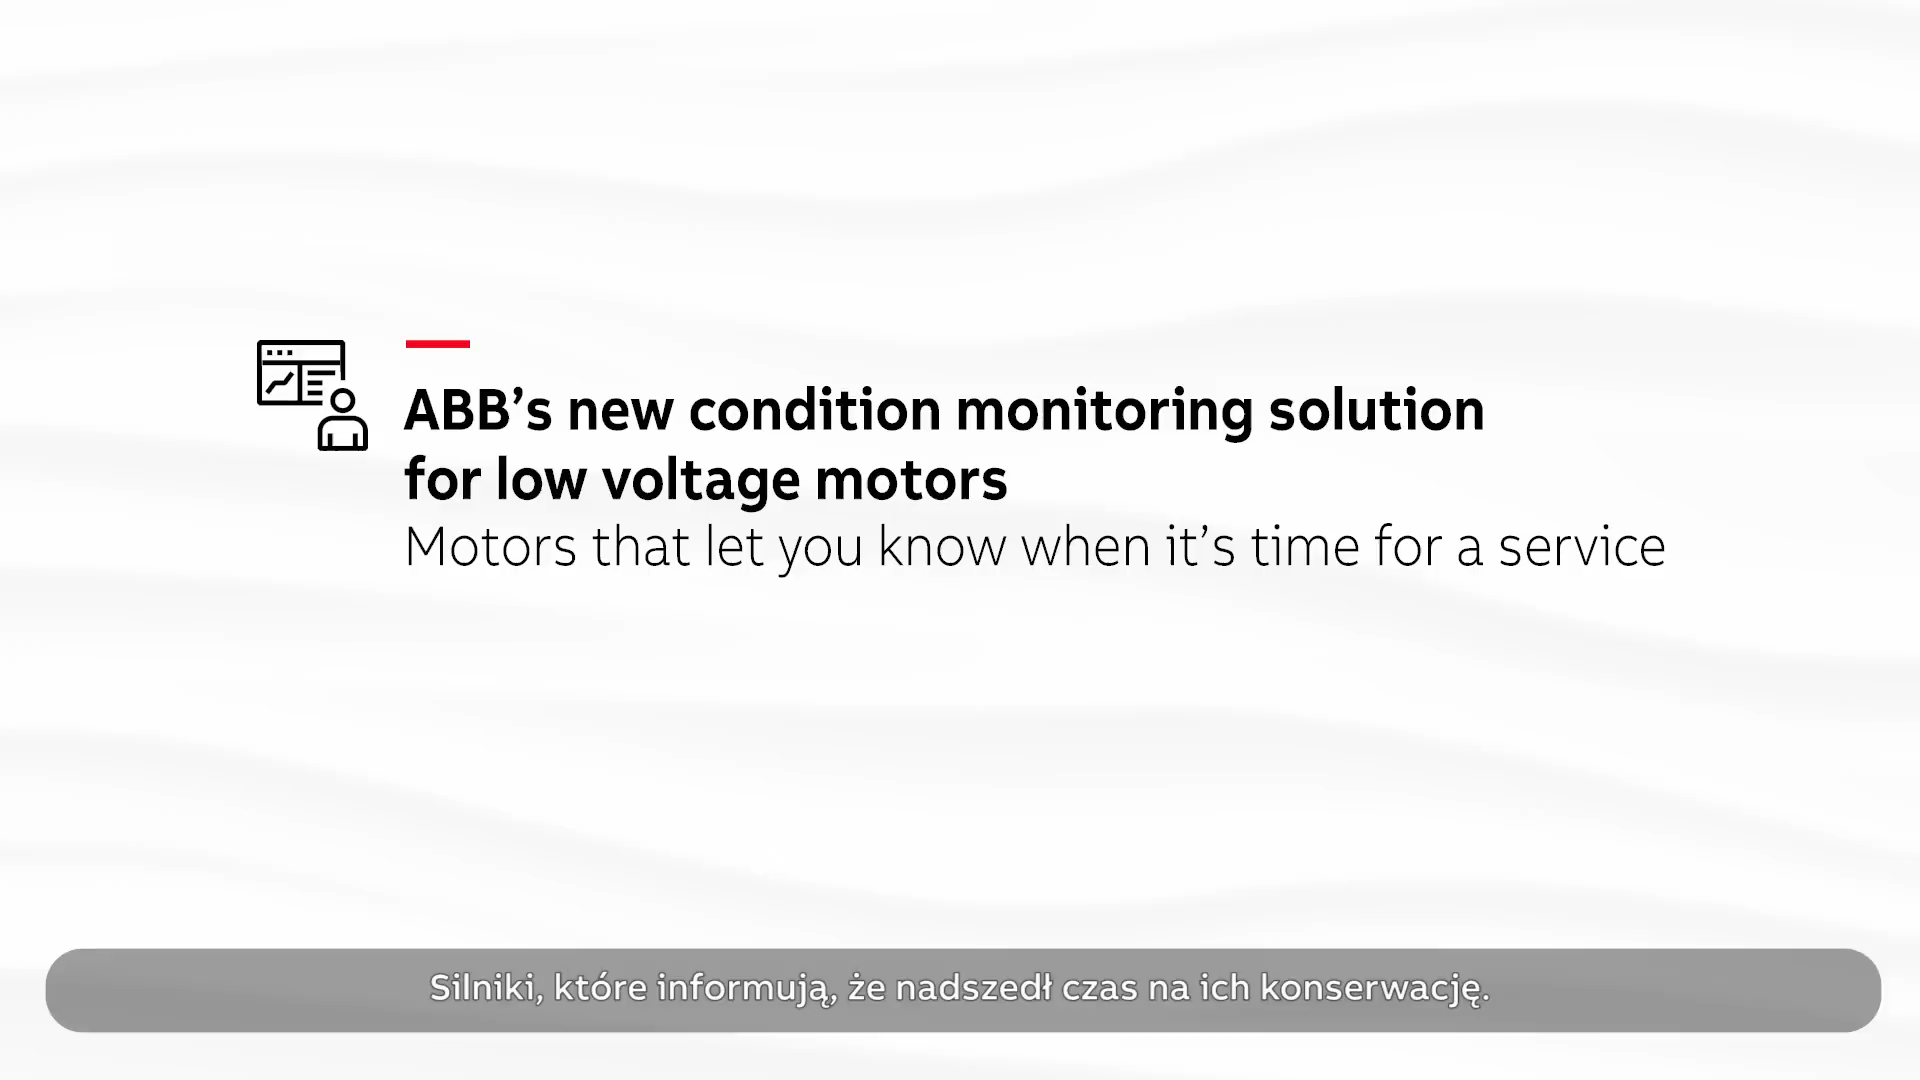 ABB’s new condition monitoring solution
for low voltage motors
Motors that let you know when it’s time for a service
Silniki, które informują, że nadszedł czas na ich konserwację.